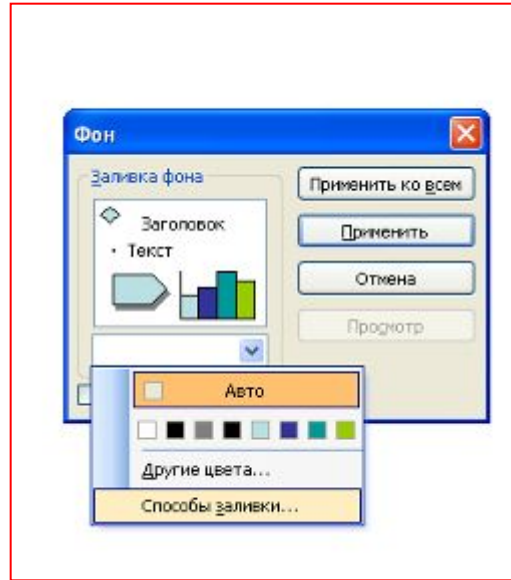 Фон
Заливка фона
Заголовок
• Текст
Применить ко всем
Применить
Отмена
Просмотр
Авто
Другие цвета...
Способы заливки...